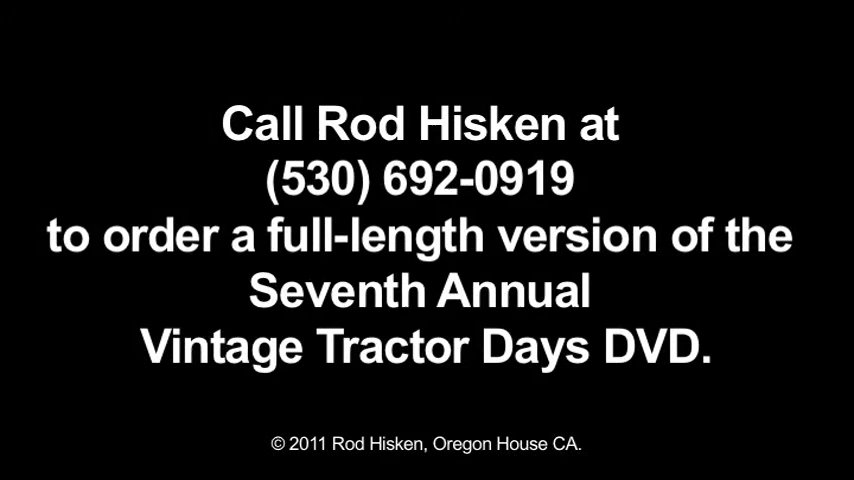 Call Rod Hisken at
(530) 692-0919
to order a full-length version of the
Seventh Annual
Vintage Tractor Days DVD.
© 2011 Rod Hisken, Oregon House CA.